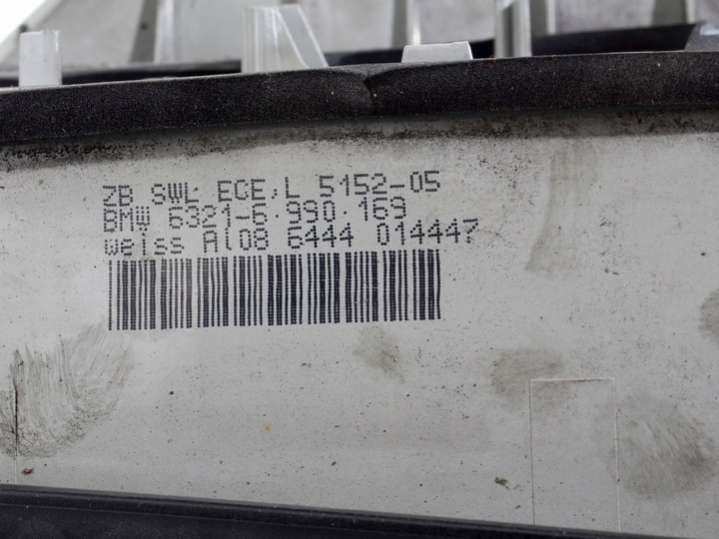 ZB SWL ECE,L 5152-05
BMW 6321-6.990.169
weiss Al08 6444 014447